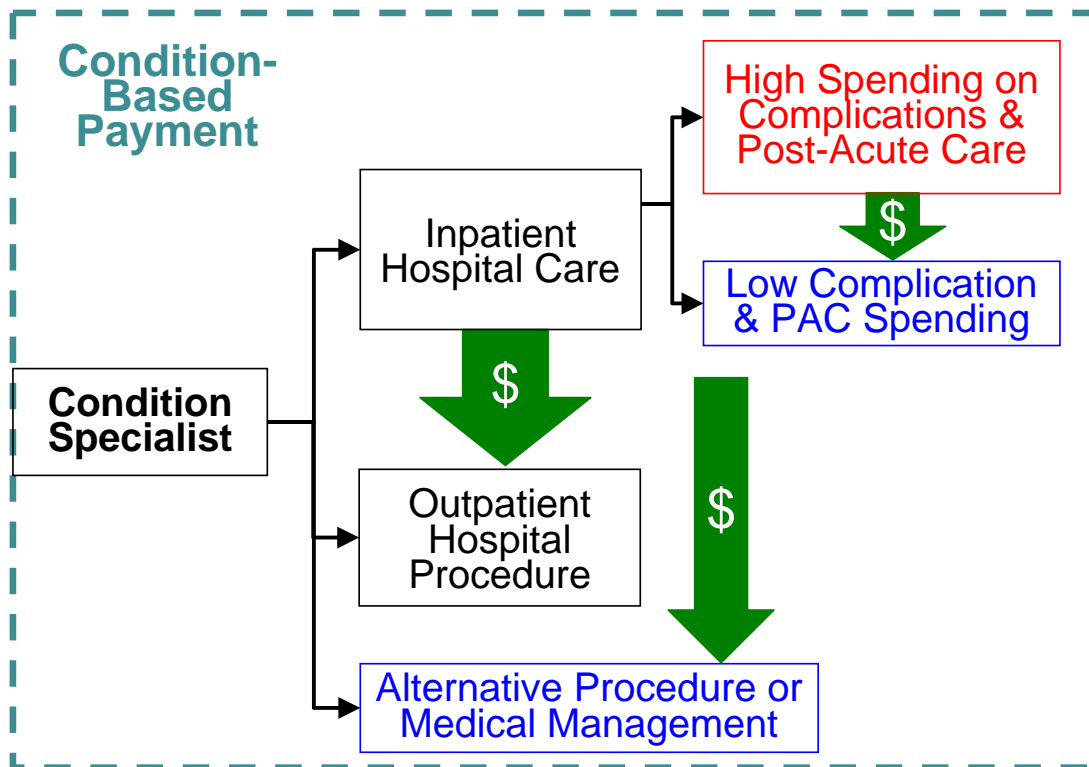 Condition-
Based
Payment
High Spending on
Complications &
Post-Acute Care
$
Inpatient
Hospital Care
Low Complication
& PAC Spending
$
Condition
Specialist
$
Outpatient
Hospital
Procedure
Alternative Procedure or
Medical Management